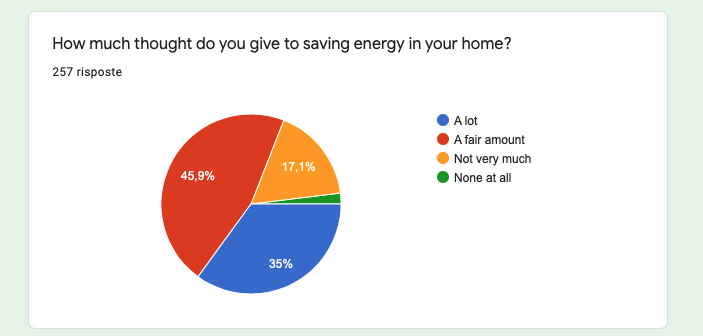 How much thought do you give to saving energy in your home?
257 risposte
A lot
A fair amount
Not very much
None at all
17,1%
45,9%
35%